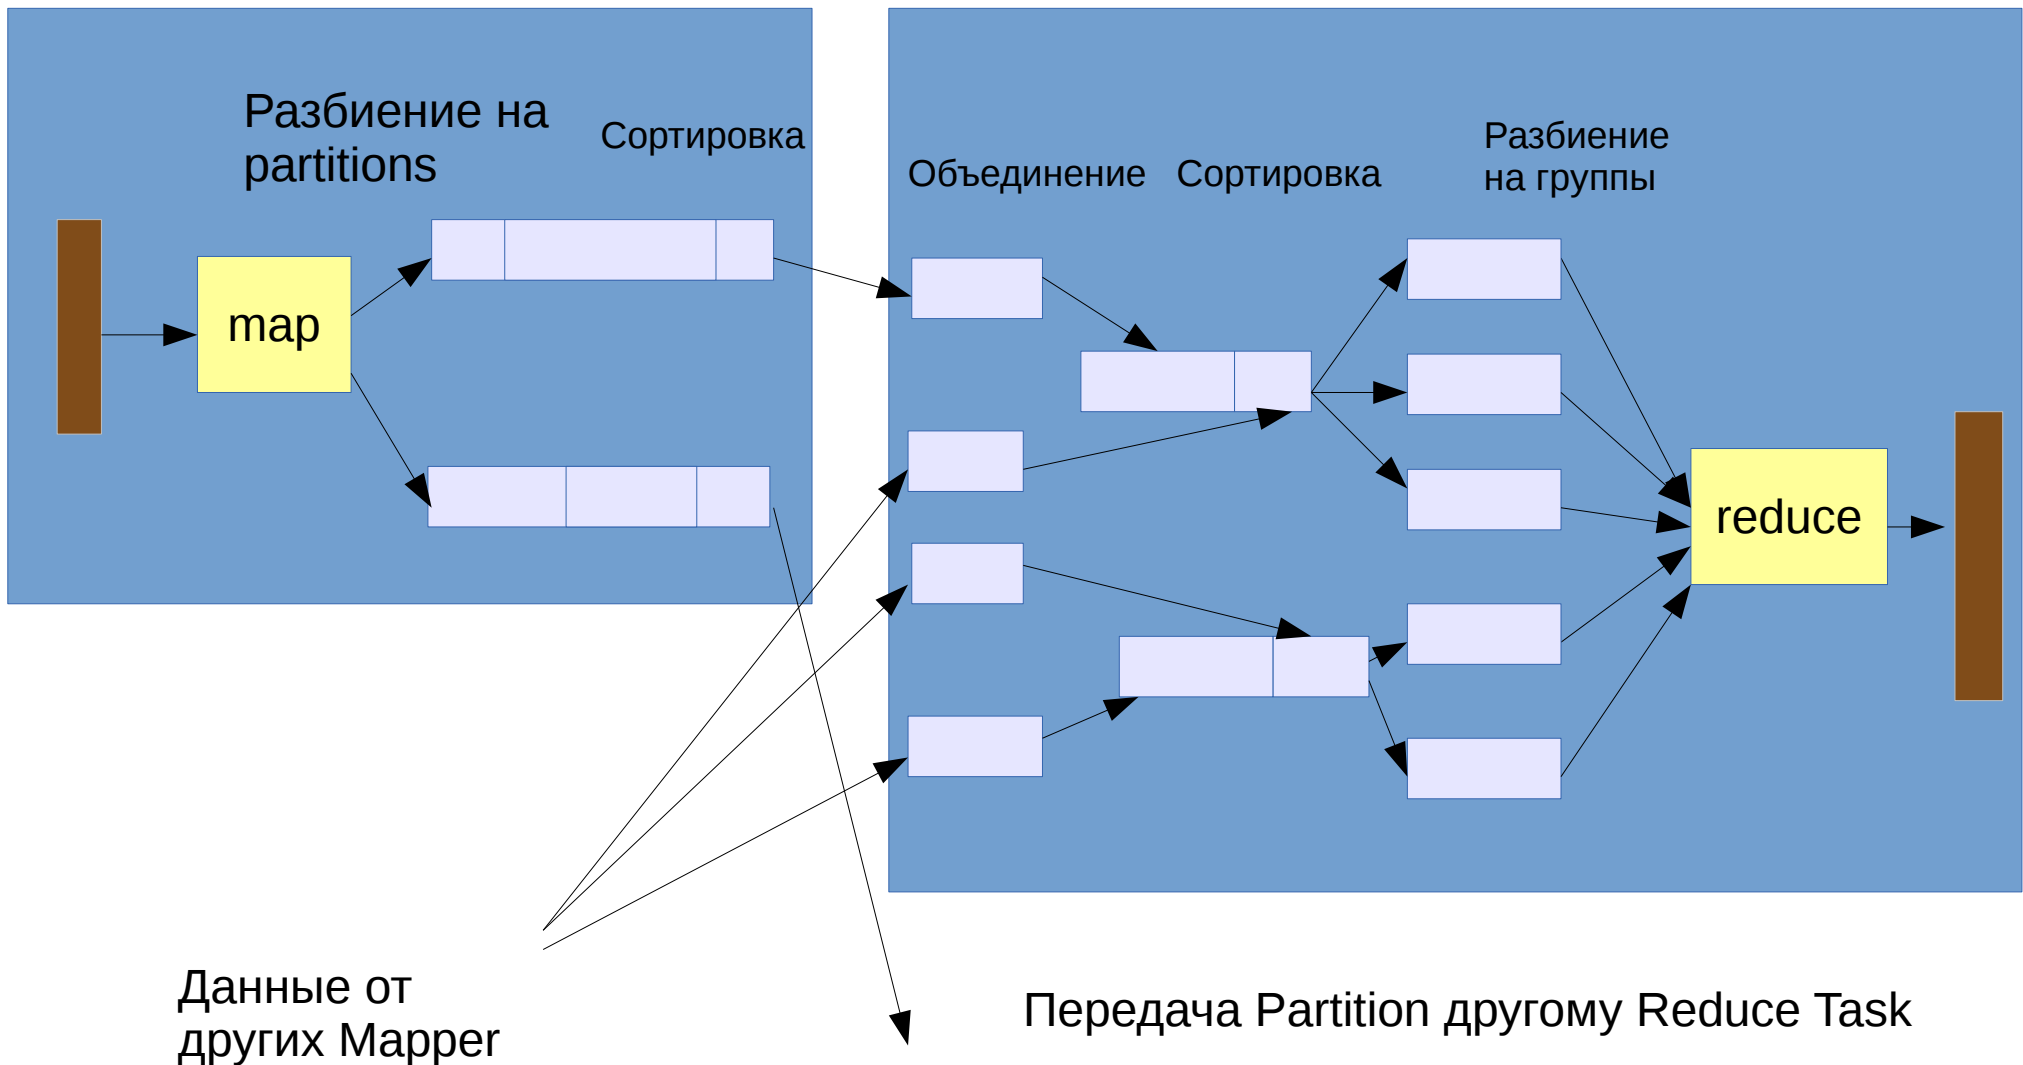 Разбиение на
partitions
Сортировка
Объединение
Сортировка
Разбиение
на группы
map
reduce
Данные от
других Mapper
Передача Partition другому Reduce Task